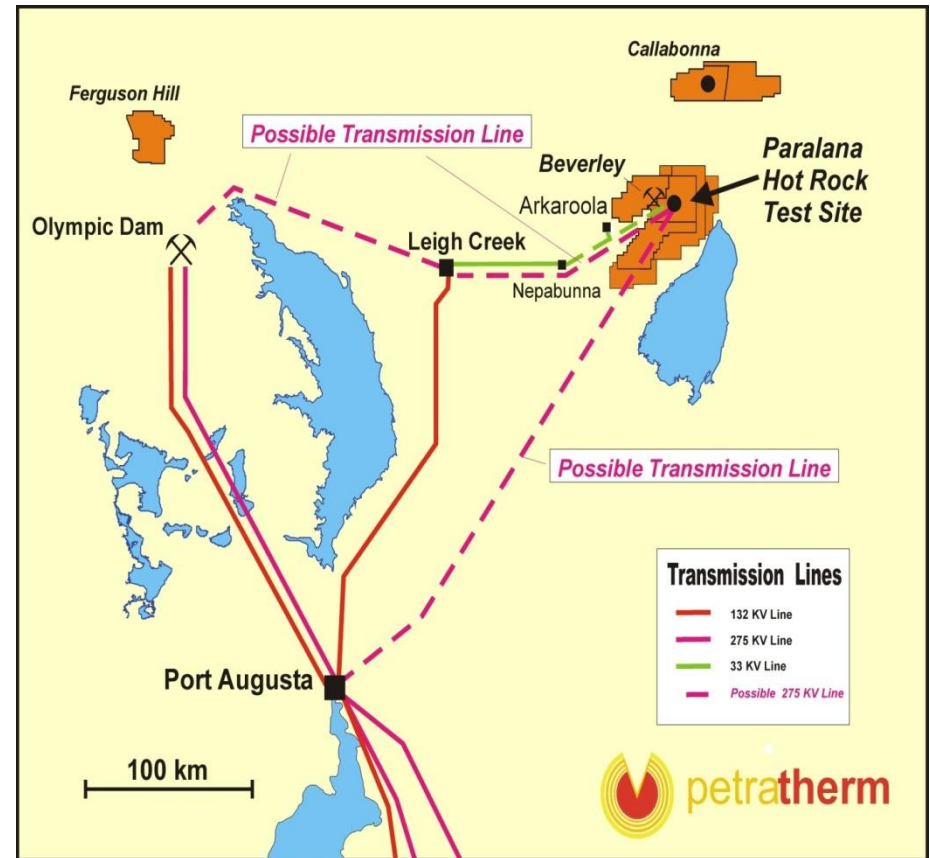 Callabonna
Ferguson Hill
Possible Transmission Line
Beverley
Paralana
Hot Rock
Test Site
Arkaroola
Olympic Dam
Leigh Creek
Nepabunna
Possible Transmission Line
Transmission Lines
132 KV Line
275 KV Line
33 KV Line
Possible 275 KV Line
Port Augusta
100 km
petratherm